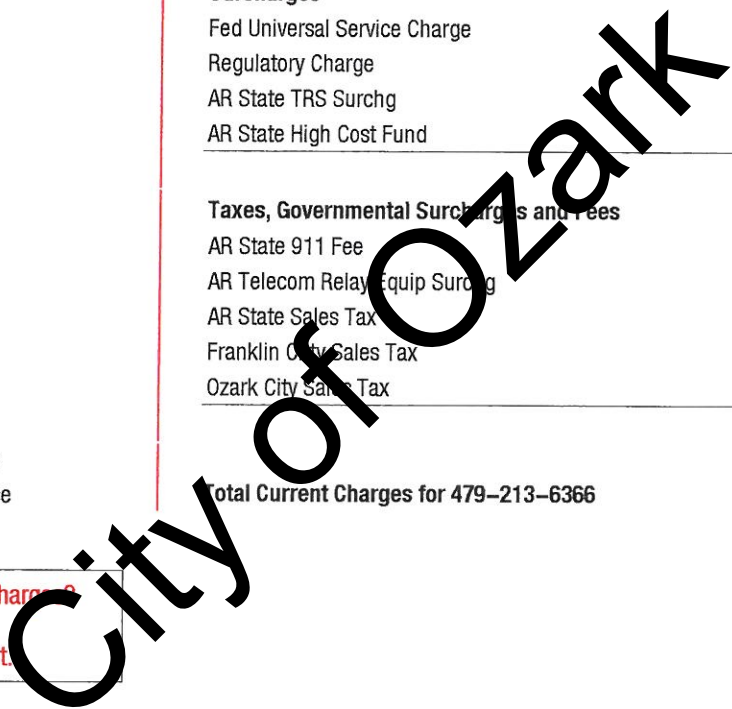 Surcharges
Fed Universal Service Charge
Regulatory Charge
AR State TRS Surchg
AR State High Cost Fund
Taxes, Governmental Surcharges and Fees
AR State 911 Fee
AR Telecom Relay Equip Surchg
AR State Sales Tax
Franklin Cnty Sales Tax
Ozark City Sales Tax
Total Current Charges for 479–213–6366
City of Ozark